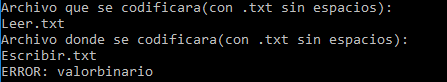 Archivo que se codificara(con .txt sin espacios):
Leer.txt
Archivo donde se codificara(con .txt sin espacios):
Escribir.txt
ERROR: valorbinario